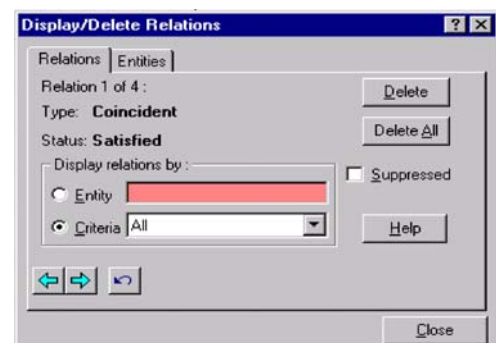 Display/Delete Relations
Relations Entities
Relation 1 of 4 :
Type: Coincident
Status: Satisfied
Display relations by :
Entity
Criteria All
Delete
Delete All
Suppressed
Help
Close